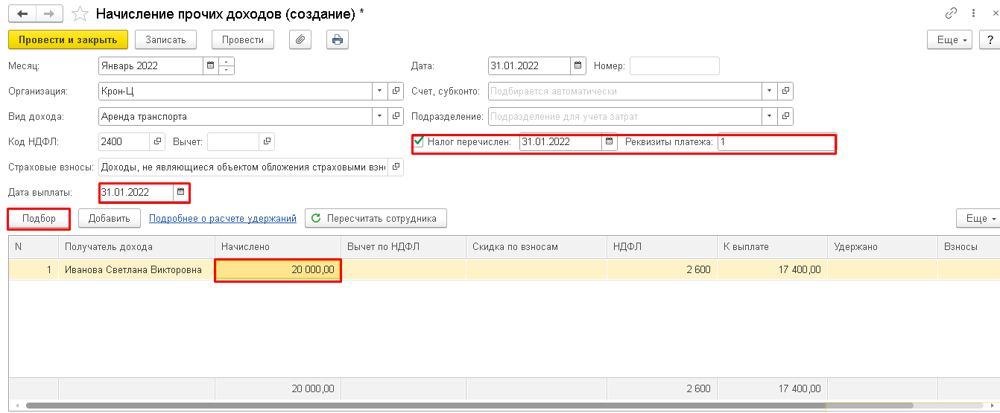 Начисление прочих доходов (создание) *
Провести и закрыть Записать Провести Еще ?
Месяц: Январь 2022 Дата: 31.01.2022 Номер:
Организация: Крон-Ц Счет, субконто: Подбирается автоматически
Вид дохода: Аренда транспорта Подразделение: Подразделение для учета затрат
Код НДФЛ: 2400 Вычет: Налог перечислен: 31.01.2022 Реквизиты платежа: 1
Страховые взносы: Доходы, не являющиеся объектом обложения страховыми
Дата выплаты: 31.01.2022
Подбор Добавить Подробнее о расчете удержаний Пересчитать сотрудника Еще
N Получатель дохода Начислено Вычет по НДФЛ Скидка по взносам НДФЛ К выплате Удержано Взносы
1 Иванова Светлана Викторовна 20 000,00 2 600 17 400,00
20 000,00 2 600 17 400,00